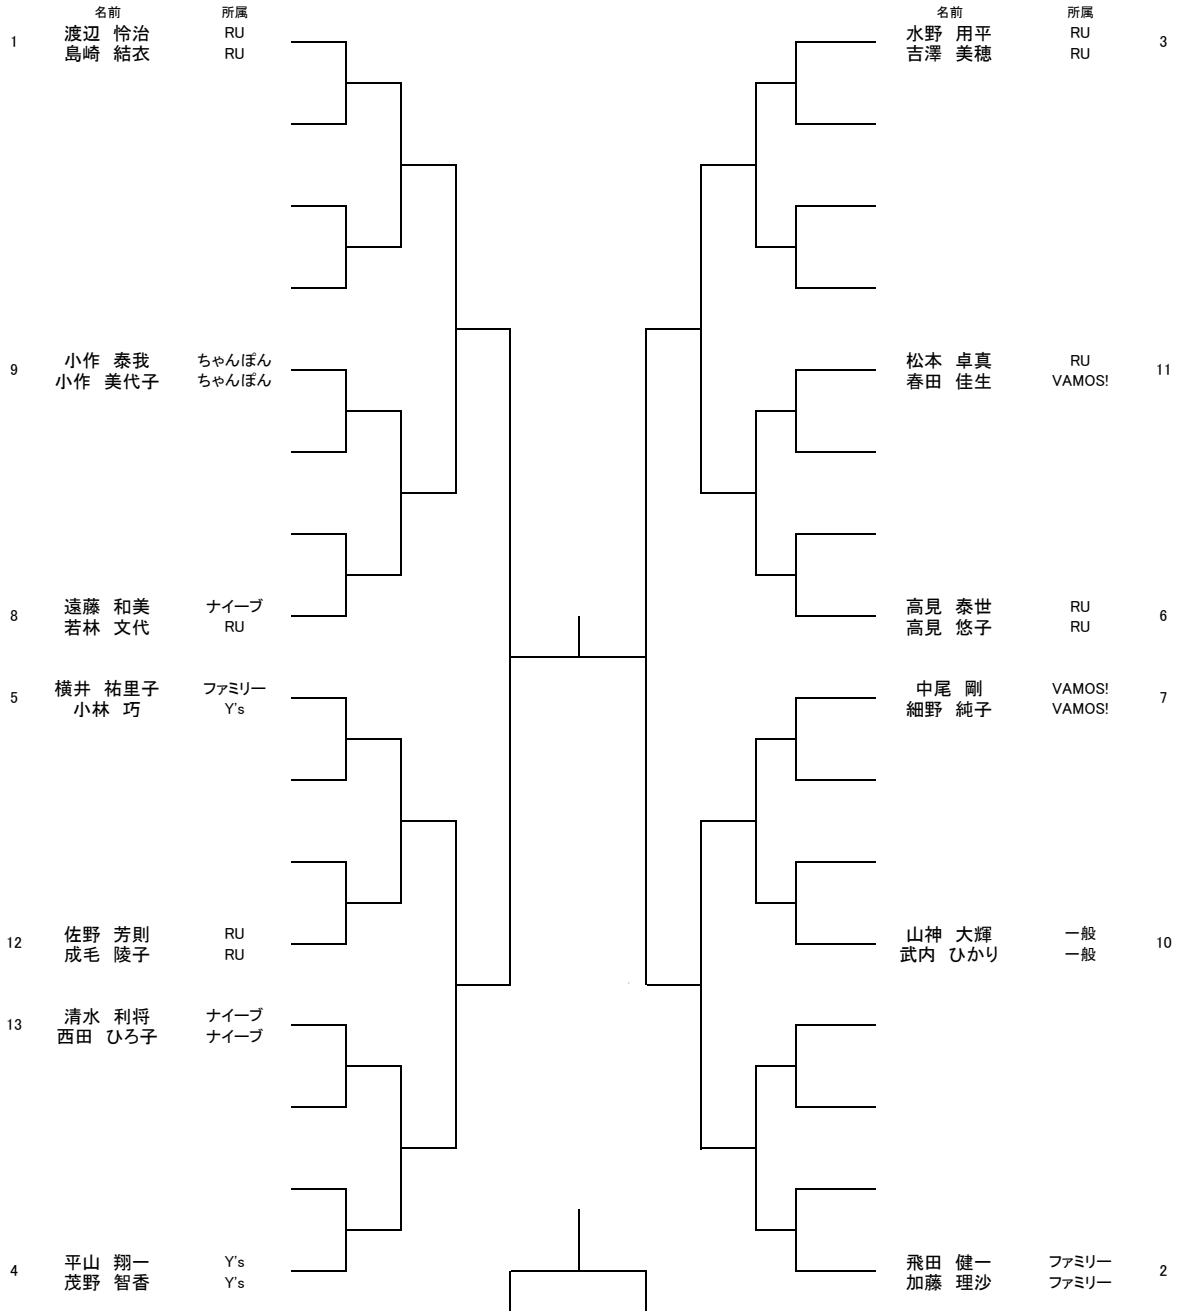 名前 所属
1 渡辺 怜治 RU
島崎 結衣 RU
9 小作 泰我 ちゃんぽん
小作 美代子 ちゃんぽん
8 遠藤 和美 ナイーブ
若林 文代 RU
5 横井 祐里子 ファミリー
小林 巧 Y's
12 佐野 芳則 RU
成毛 陵子 RU
13 清水 利将 ナイーブ
西田 ひろ子 ナイーブ
4 平山 翔一 Y's
茂野 智香 Y's
名前 所属
水野 用平 RU 3
吉澤 美穂 RU
松本 卓真 RU 11
春田 佳生 VAMOS!
高見 泰世 RU 6
高見 悠子 RU
中尾 剛 VAMOS! 7
細野 純子 VAMOS!
山神 大輝 一般 10
武内 ひかり 一般
飛田 健一 ファミリー 2
加藤 理沙 ファミリー